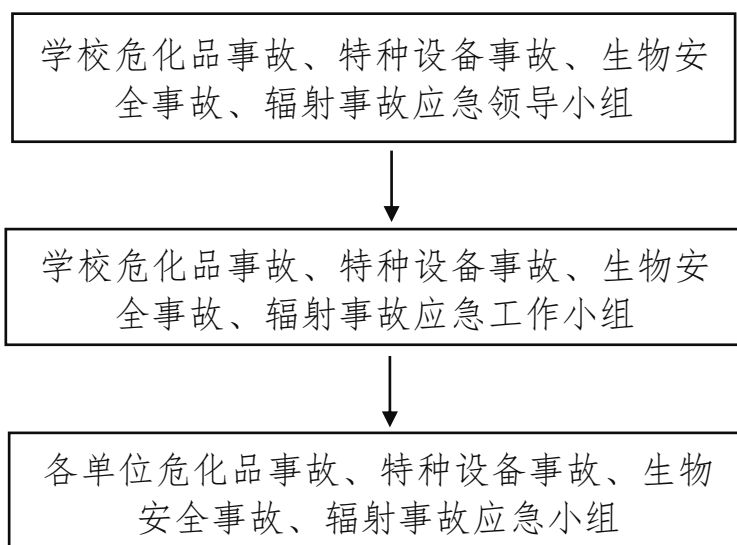 学校危化品事故、特种设备事故、生物安
全事故、辐射事故应急领导小组
学校危化品事故、特种设备事故、生物安
全事故、辐射事故应急工作小组
各单位危化品事故、特种设备事故、生物
安全事故、辐射事故应急小组